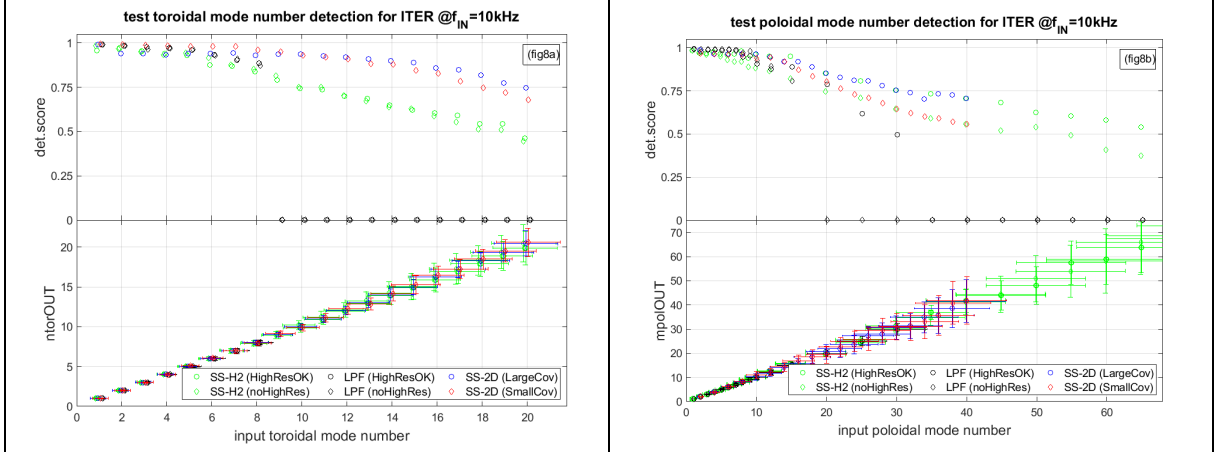 test toroidal mode number detection for ITER @fIN=10kHz
(fig8a)
1
0.75
0.5
0.25
0
det.score
20
15
10
5
0
ntorOUT
SS-H2 (HighResOK)
LPF (HighResOK)
SS-2D (LargeCov)
SS-H2 (noHighRes)
LPF (noHighRes)
SS-2D (SmallCov)
0 2 4 6 8 10 12 14 16 18 20
input toroidal mode number
test poloidal mode number detection for ITER @fIN=10kHz
(fig8b)
1
0.75
0.5
0.25
0
det.score
70
60
50
40
30
20
10
0
mpolOUT
SS-H2 (HighResOK)
LPF (HighResOK)
SS-2D (LargeCov)
SS-H2 (noHighRes)
LPF (noHighRes)
SS-2D (SmallCov)
0 10 20 30 40 50 60
input poloidal mode number